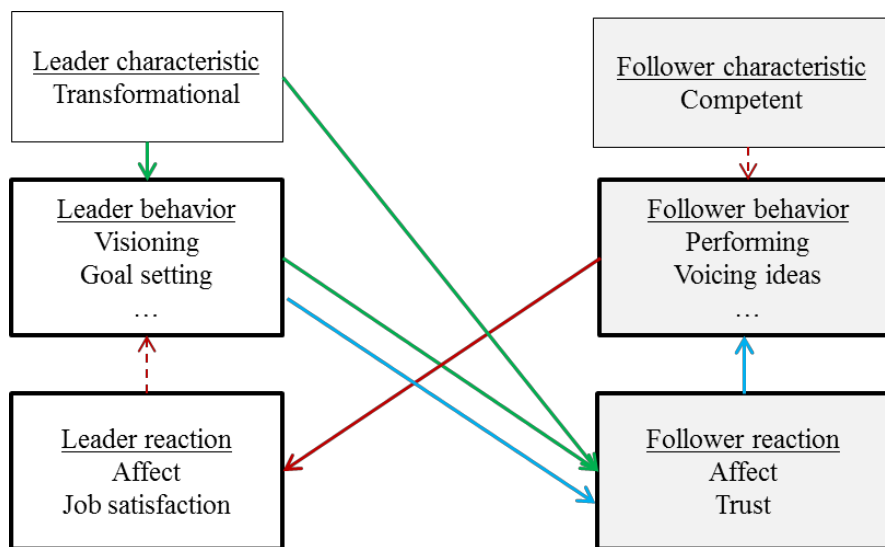 Leader characteristic
Transformational
Follower characteristic
Competent
Leader behavior
Visioning
Goal setting
…
Follower behavior
Performing
Voicing ideas
…
Leader reaction
Affect
Job satisfaction
Follower reaction
Affect
Trust